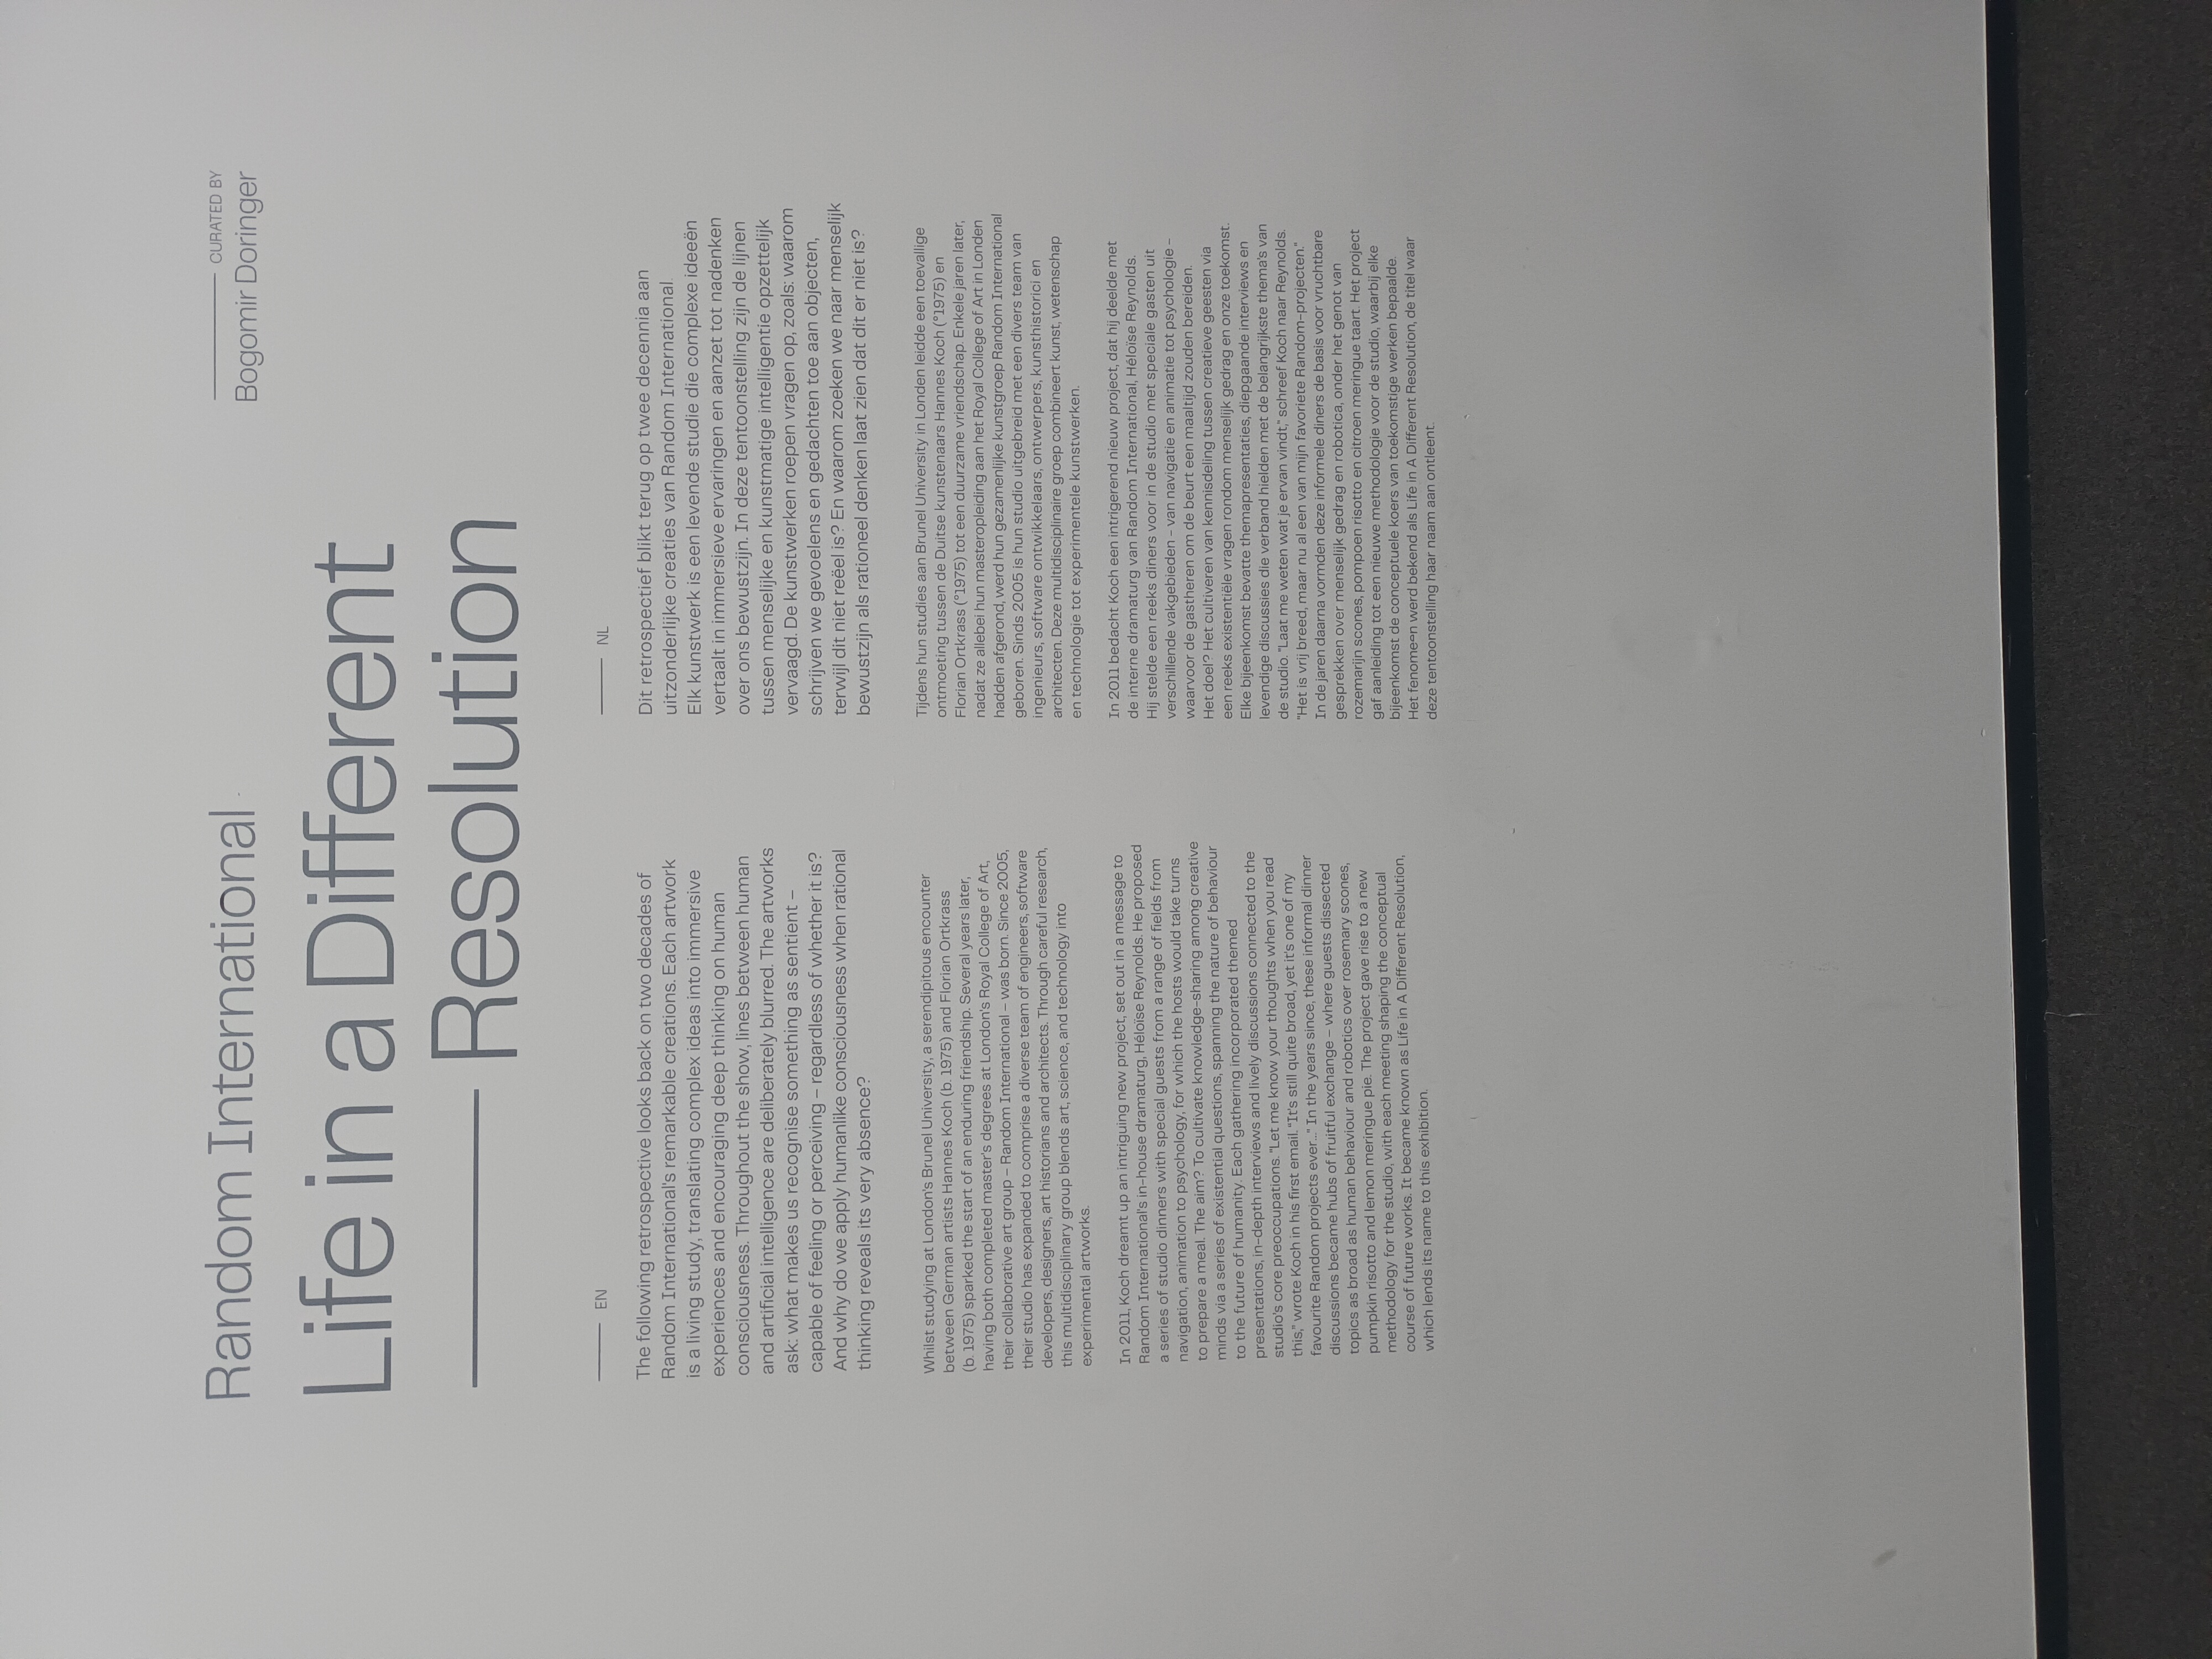 Random International
CURATED BY
Bogomir Doringer
Life in a Different
Resolution
EN
The following retrospective looks back on two decades of
Random International's remarkable creations. Each artwork
is a living study, translating complex ideas into immersive
experiences and encouraging deep thinking on human
consciousness. Throughout the show, lines between human
and artificial intelligence are deliberately blurred. The artworks
ask: what makes us recognise something as sentient –
capable of feeling or perceiving – regardless of whether it is?
And why do we apply humanlike consciousness when rational
thinking reveals its very absence?
Whilst studying at London's Brunel University, a serendipitous encounter
between German artists Hannes Koch (b. 1975) and Florian Ortkrass
(b. 1975) sparked the start of an enduring friendship. Several years later,
having both completed master's degrees at London's Royal College of Art,
their collaborative art group – Random International – was born. Since 2005,
their studio has expanded to comprise a diverse team of engineers, software
developers, designers, art historians and architects. Through careful research,
this multidisciplinary group blends art, science, and technology into
experimental artworks.
In 2011, Koch dreamt up an intriguing new project, set out in a message to
Random International's in-house dramaturg, Héloïse Reynolds. He proposed
a series of studio dinners with special guests from a range of fields from
navigation, animation to psychology, for which the hosts would take turns
to prepare a meal. The aim? To cultivate knowledge-sharing among creative
minds via a series of existential questions, spanning the nature of behaviour
to the future of humanity. Each gathering incorporated themed
presentations, in-depth interviews and lively discussions connected to the
studio's core preoccupations. "Let me know your thoughts when you read
this," wrote Koch in his first email. "It's still quite broad, yet it's one of my
favourite Random projects ever..." In the years since, these informal dinner
discussions became hubs of fruitful exchange – where guests dissected
topics as broad as human behaviour and robotics over rosemary scones,
pumpkin risotto and lemon meringue pie. The project gave rise to a new
methodology for the studio, with each meeting shaping the conceptual
course of future works. It became known as Life in A Different Resolution,
which lends its name to this exhibition.
NL
Dit retrospectief blikt terug op twee decennia aan
uitzonderlijke creaties van Random International.
Elk kunstwerk is een levende studie die complexe ideeën
vertaalt in immersieve ervaringen en aanzet tot nadenken
over ons bewustzijn. In deze tentoonstelling zijn de lijnen
tussen menselijke en kunstmatige intelligentie opzettelijk
vervaagd. De kunstwerken roepen vragen op, zoals: waarom
schrijven we gevoelens en gedachten toe aan objecten,
terwijl dit niet reëel is? En waarom zoeken we naar menselijk
bewustzijn als rationeel denken laat zien dat dit er niet is?
Tijdens hun studies aan Brunel University in Londen leidde een toevallige
ontmoeting tussen de Duitse kunstenaars Hannes Koch (°1975) en
Florian Ortkrass (°1975) tot een duurzame vriendschap. Enkele jaren later,
nadat ze allebei hun masteropleiding aan het Royal College of Art in Londen
hadden afgerond, werd hun gezamenlijke kunstgroep Random International
geboren. Sinds 2005 is hun studio uitgebreid met een divers team van
ingenieurs, software ontwikkelaars, ontwerpers, kunsthistorici en
architecten. Deze multidisciplinaire groep combineert kunst, wetenschap
en technologie tot experimentele kunstwerken.
In 2011 bedacht Koch een intrigerend nieuw project, dat hij deelde met
de interne dramaturg van Random International, Héloïse Reynolds.
Hij stelde een reeks diners voor in de studio met speciale gasten uit
verschillende vakgebieden – van navigatie en animatie tot psychologie –
waarvoor de gastheren om de beurt een maaltijd zouden bereiden.
Het doel? Het cultiveren van kennisdeling tussen creatieve geesten via
een reeks existentiële vragen rondom menselijk gedrag en onze toekomst.
Elke bijeenkomst bevatte themapresentaties, diepgaande interviews en
levendige discussies die verband hielden met de belangrijkste thema's van
de studio. "Laat me weten wat je ervan vindt," schreef Koch naar Reynolds.
"Het is vrij breed, maar nu al een van mijn favoriete Random-projecten."
In de jaren daarna vormden deze informele diners de basis voor vruchtbare
gesprekken over menselijk gedrag en robotica, onder het genot van
rozemarijn scones, pompoen risotto en citroen meringue taart. Het project
gaf aanleiding tot een nieuwe methodologie voor de studio, waarbij elke
bijeenkomst de conceptuele koers van toekomstige werken bepaalde.
Het fenomeen werd bekend als Life in A Different Resolution, de titel waar
deze tentoonstelling haar naam aan ontleent.